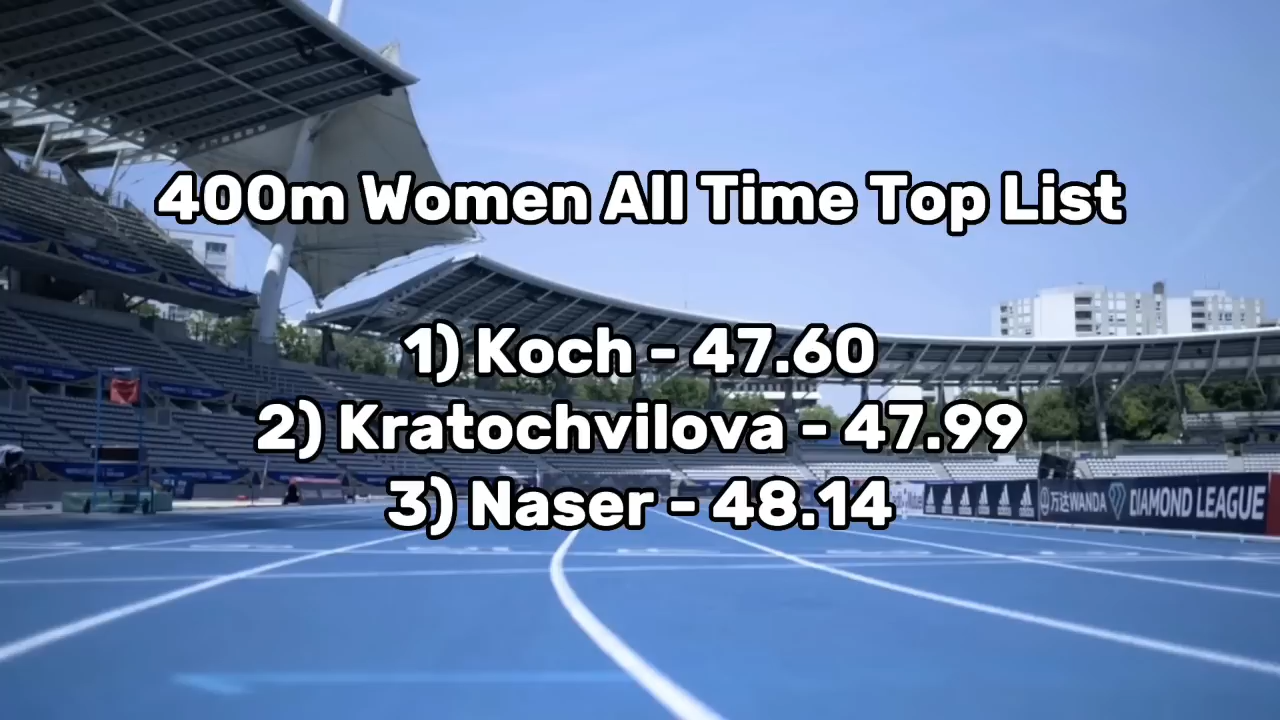 400m Women All Time Top List
1) Koch - 47.60
2) Kratochvilova - 47.99
3) Naser - 48.14
万达WANDA DIAMOND LEAGUE